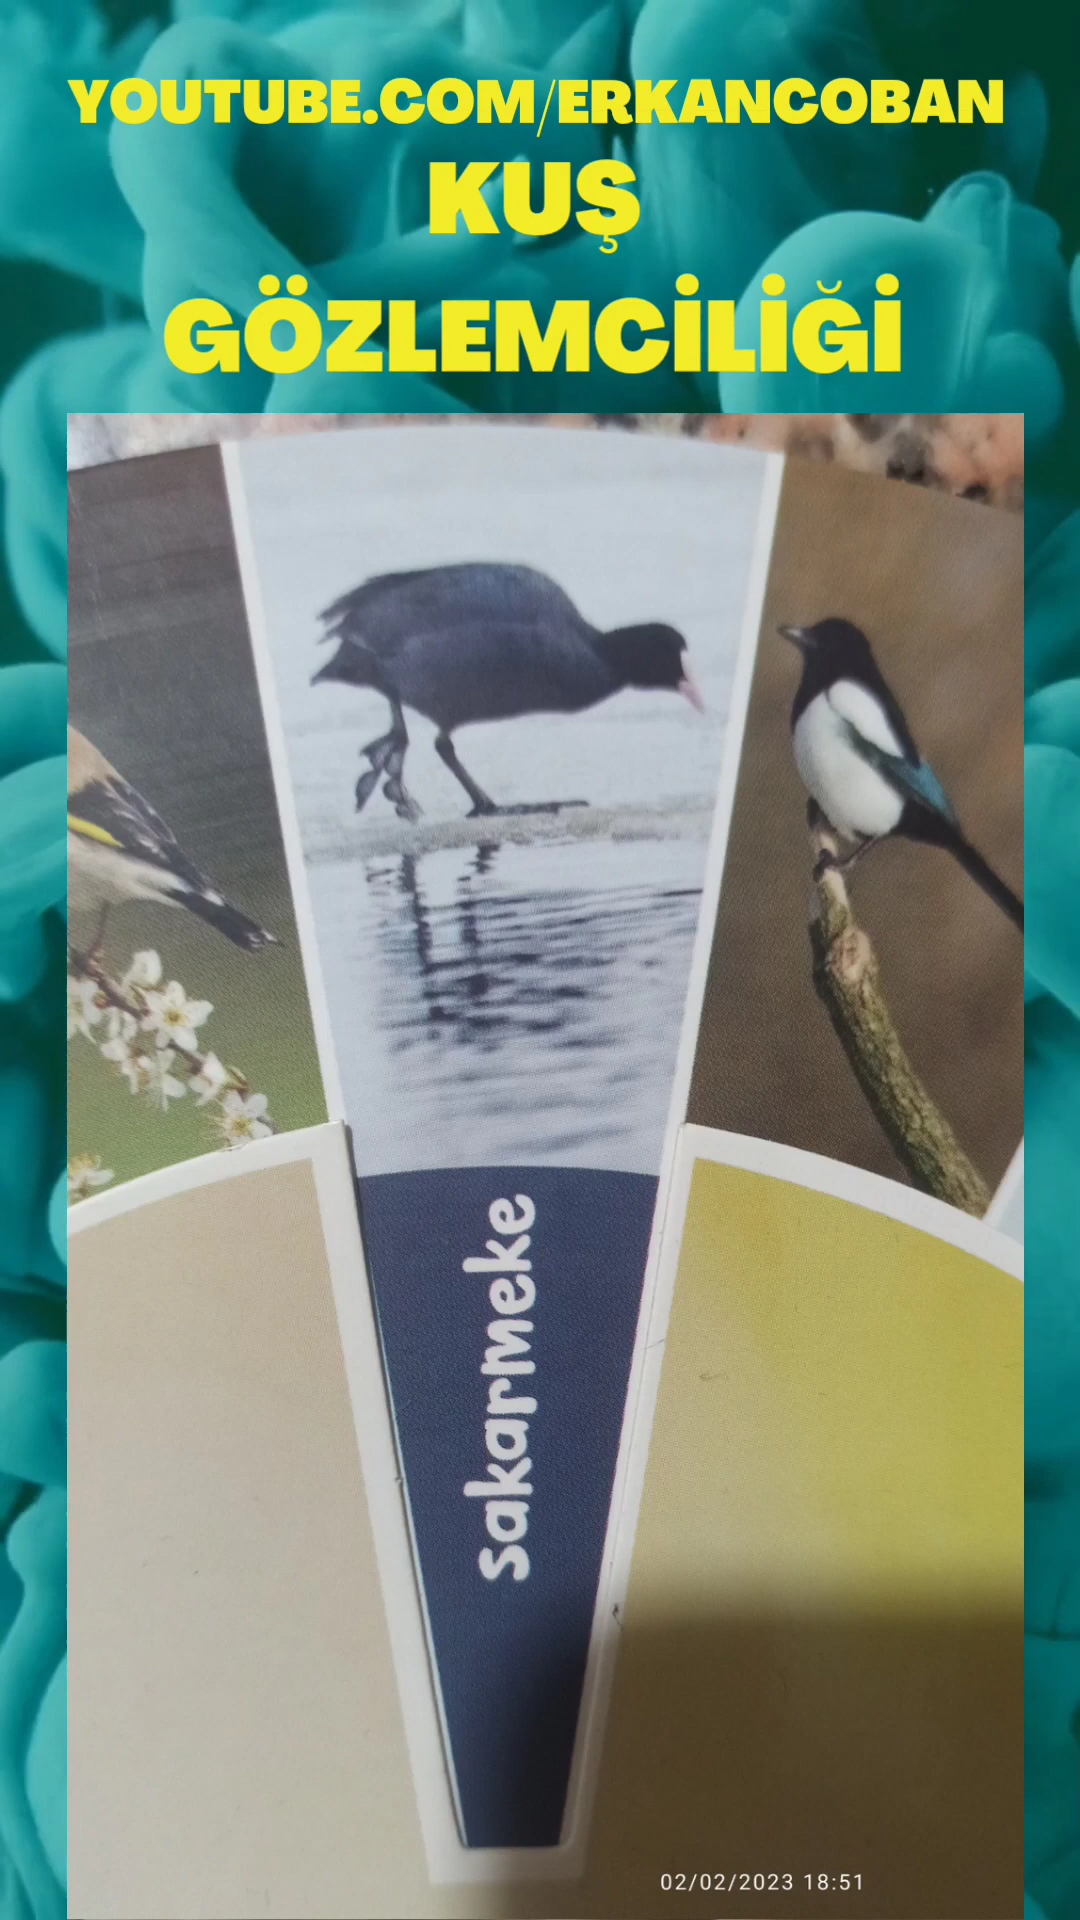 YOUTUBE.COM/ERKANCOBAN
KUŞ
GÖZLEMCİLİĞİ
Sakarmeke
02/02/2023 18:51